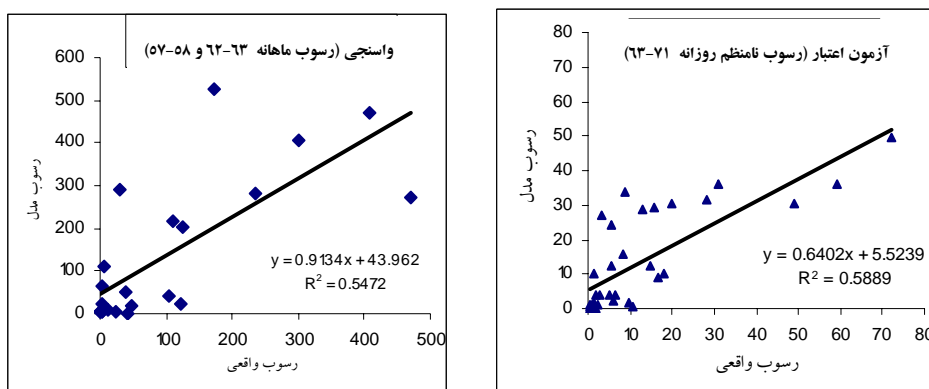 واسنجی (رسوب ماهانه ۶۳-۶۲ و ۵۸-۵۷)
600
500
400
300
200
100
0
رسوب مدل
y = 0.9134x + 43.962
R² = 0.5472
0 100 200 300 400 500
رسوب واقعی
آزمون اعتبار (رسوب نامنظم روزانه ۷۱-۶۳)
80
70
60
50
40
30
20
10
0
رسوب مدل
y = 0.6402x + 5.5239
R² = 0.5889
0 10 20 30 40 50 60 70 80
رسوب واقعی